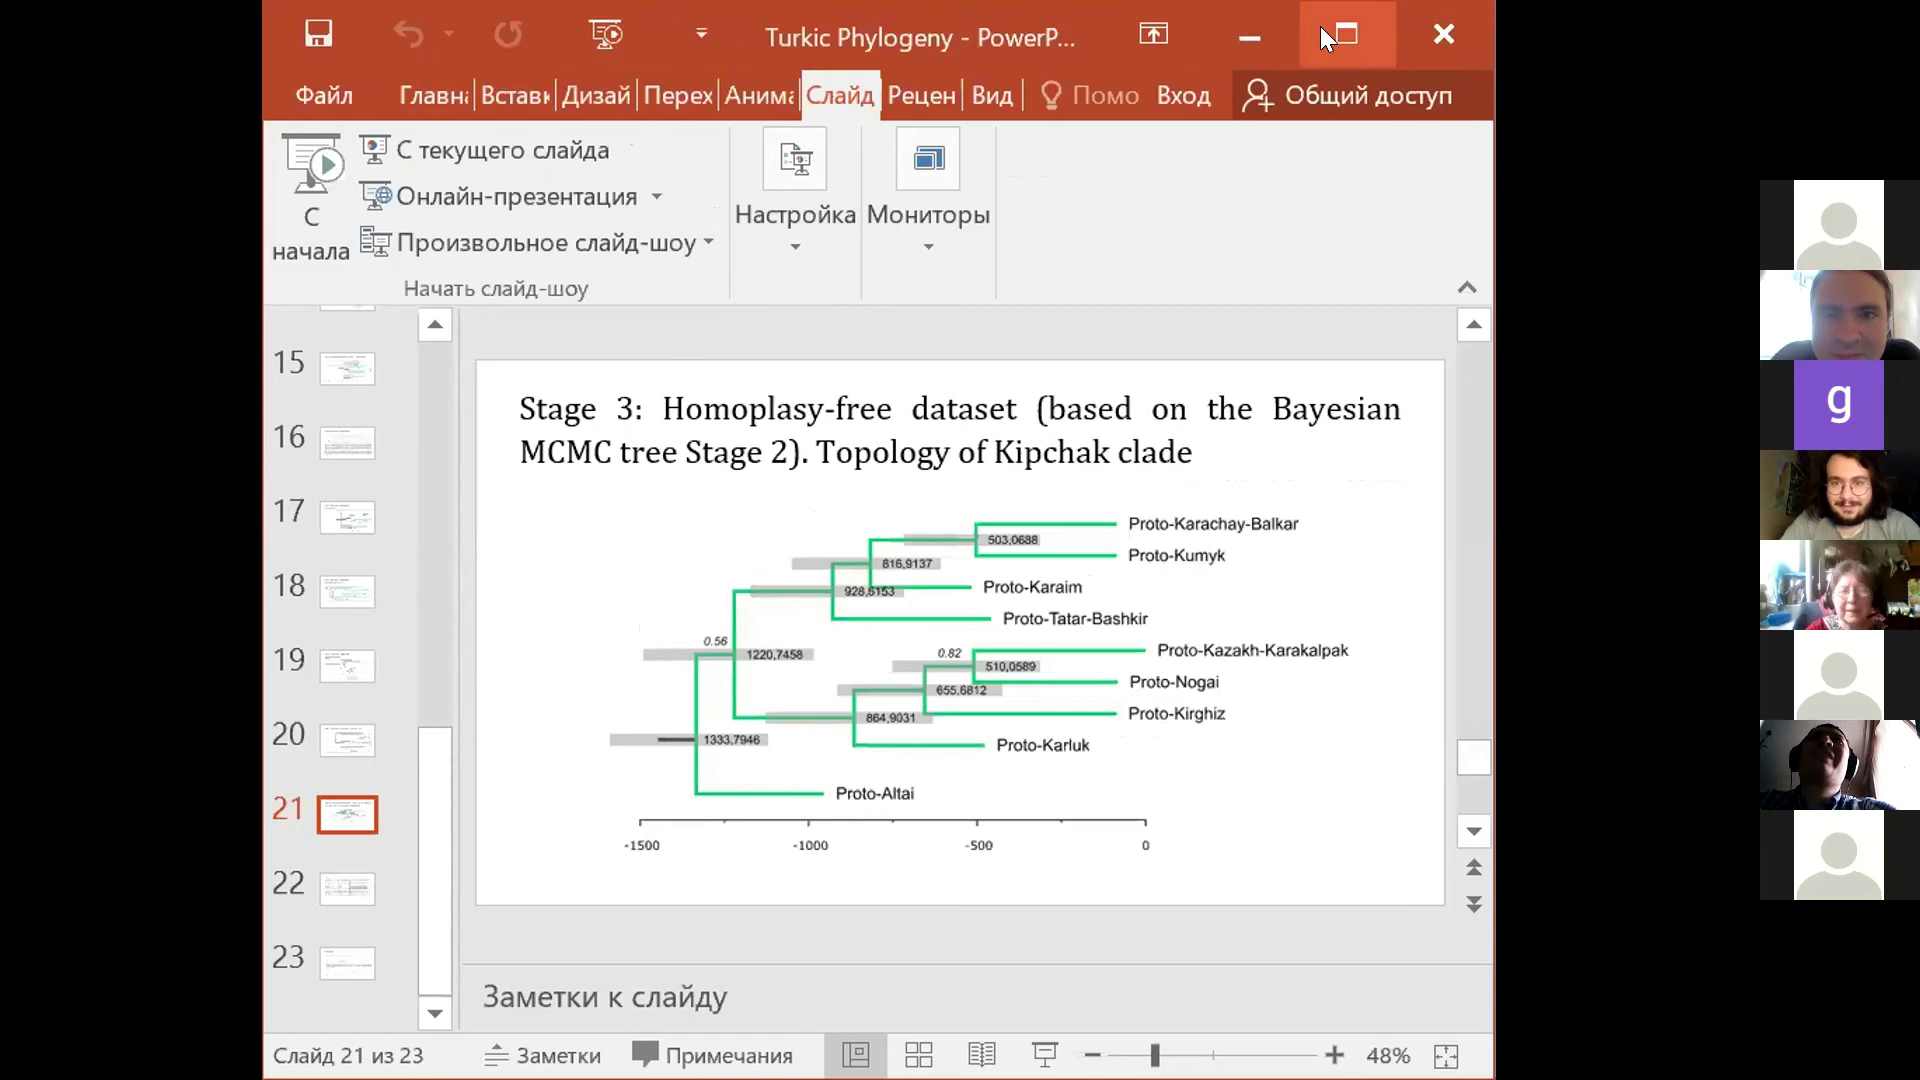 Turkic Phylogeny - PowerP...
Файл Главн Встав Дизай Перех Аним Слайд Рецен Вид Помо Вход Общий доступ
С начала
С текущего слайда
Онлайн-презентация
Произвольное слайд-шоу
Настройка
Мониторы
Начать слайд-шоу
15
16
17
18
19
20
21
22
23
Stage 3: Homoplasy-free dataset (based on the Bayesian
MCMC tree Stage 2). Topology of Kipchak clade
Proto-Karachay-Balkar
503,0688
Proto-Kumyk
816,9137
Proto-Karaim
928,6153
Proto-Tatar-Bashkir
0.56
1220,7458
Proto-Kazakh-Karakalpak
0.82
510,0589
Proto-Nogai
655,6812
Proto-Kirghiz
864,9031
1333,7946
Proto-Karluk
Proto-Altai
-1500 -1000 -500 0
Заметки к слайду
Слайд 21 из 23 Заметки Примечания 48%
g